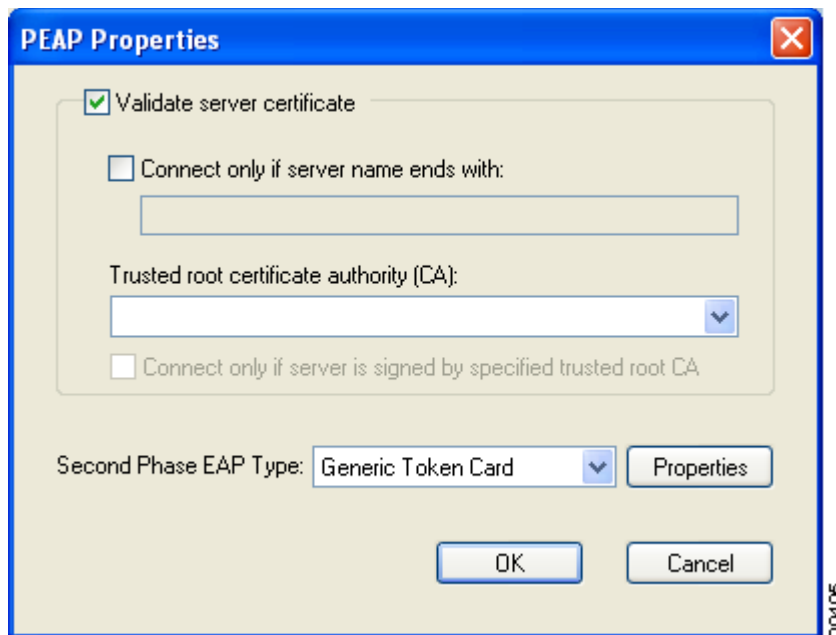 PEAP Properties
Validate server certificate
Connect only if server name ends with:
Trusted root certificate authority (CA):
Connect only if server is signed by specified trusted root CA
Second Phase EAP Type: Generic Token Card Properties
OK Cancel